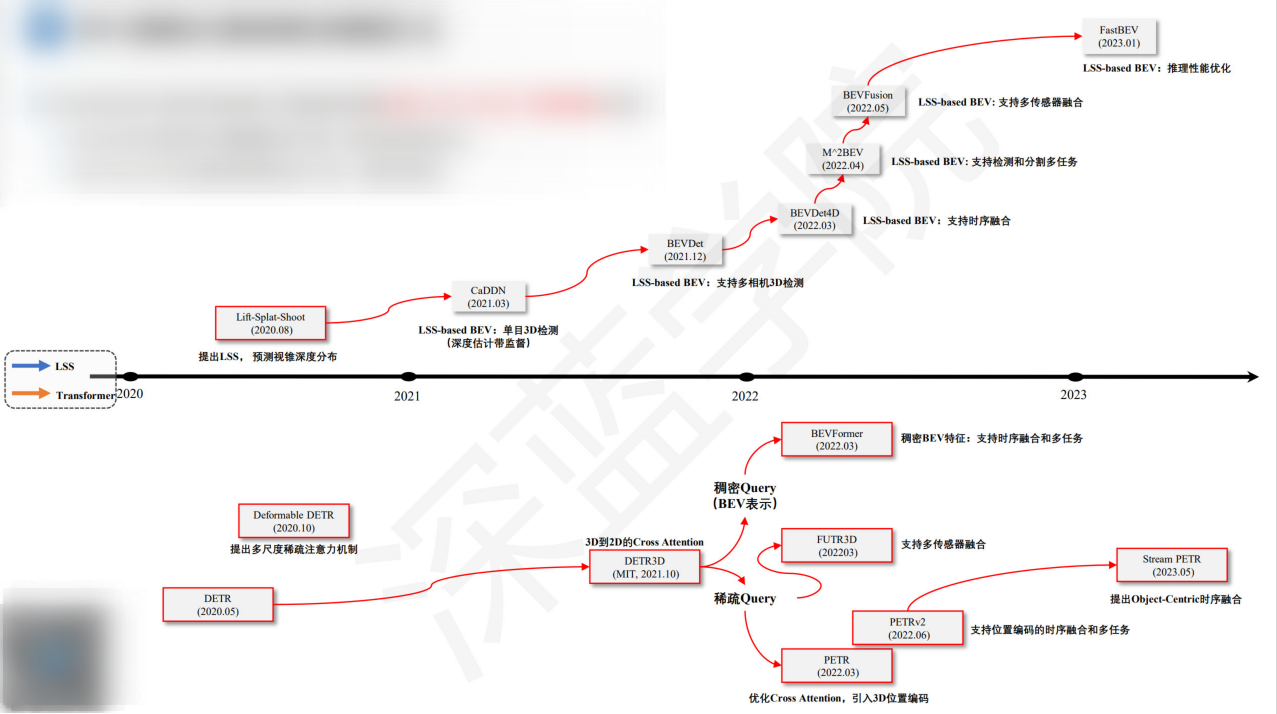 FastBEV
(2023.01)
LSS-based BEV：推理性能优化
BEVFusion
(2022.05)
LSS-based BEV: 支持多传感器融合
M^2BEV
(2022.04)
LSS-based BEV: 支持检测和分割多任务
BEVDet4D
(2022.03)
LSS-based BEV：支持时序融合
BEVDet
(2021.12)
LSS-based BEV：支持多相机3D检测
CaDDN
(2021.03)
LSS-based BEV：单目3D检测
（深度估计带监督）
Lift-Splat-Shoot
(2020.08)
提出LSS， 预测视锥深度分布
LSS
Transformer
2020
2021
2022
2023
BEVFormer
(2022.03)
稠密BEV特征：支持时序融合和多任务
稠密Query
（BEV表示）
Deformable DETR
(2020.10)
提出多尺度稀疏注意力机制
3D到2D的Cross Attention
DETR3D
(MIT, 2021.10)
FUTR3D
(202203)
支持多传感器融合
Stream PETR
(2023.05)
提出Object-Centric时序融合
DETR
(2020.05)
稀疏Query
PETRv2
(2022.06)
支持位置编码的时序融合和多任务
PETR
(2022.03)
优化Cross Attention，引入3D位置编码
深蓝学院